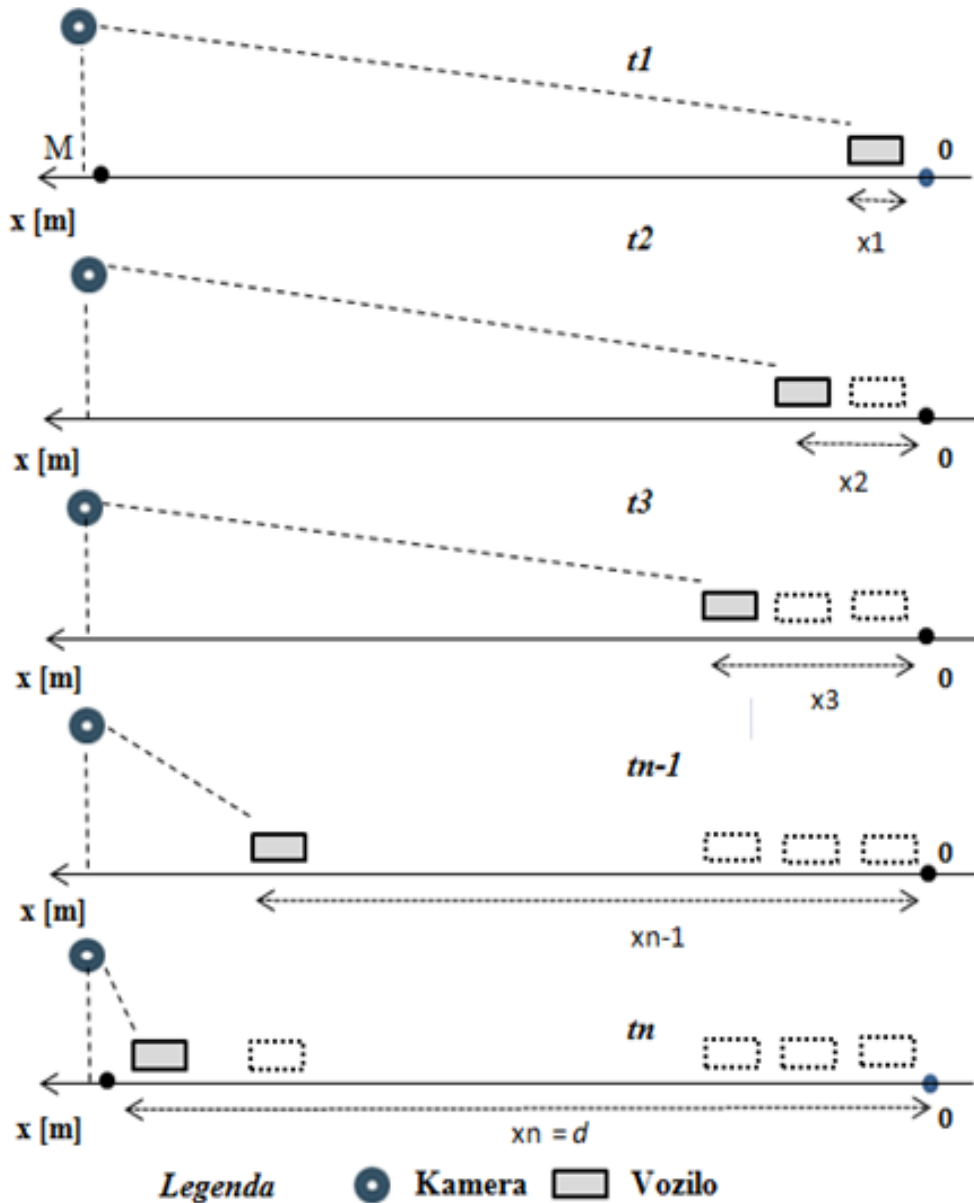 t1
M
0
x [m]
x1
t2
x [m]
x2
0
t3
x [m]
x3
0
tn-1
0
x [m]
xn-1
tn
x [m]
xn = d
0
Legenda Kamera Vozilo